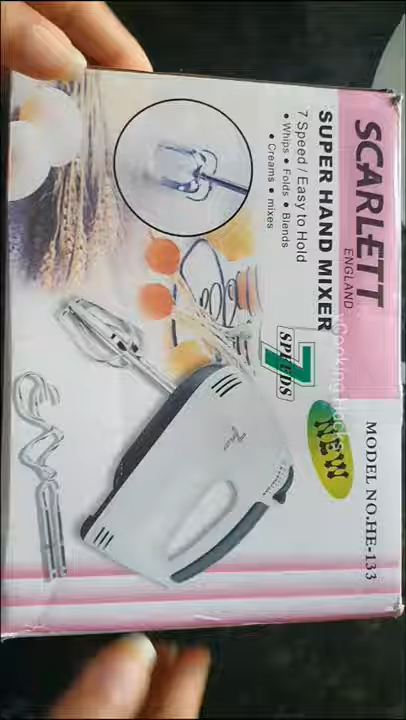 SCARLETT
ENGLAND
SUPER HAND MIXER
7 Speed / Easy to Hold
• Whips • Folds • Blends
• Creams • mixes
7
SPEEDS
NEW
MODEL NO.HE-133